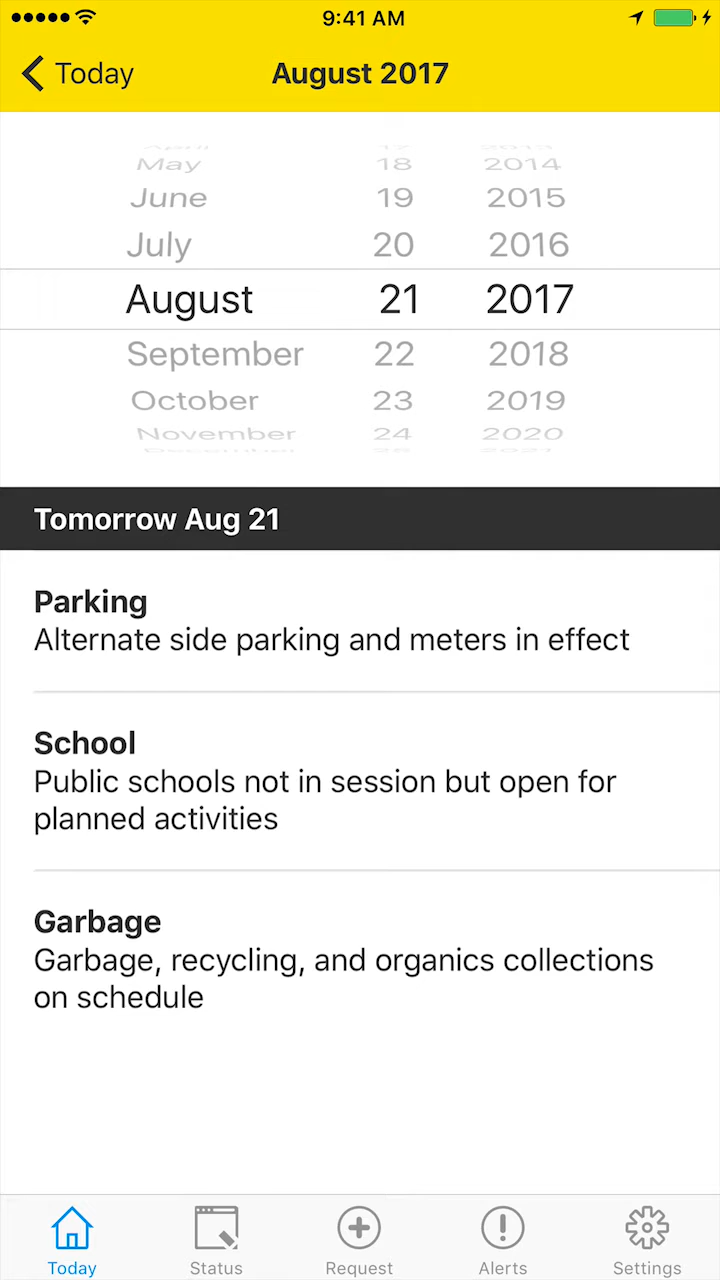 9:41 AM
Today
August 2017
May 18 2014
June 19 2015
July 20 2016
August 21 2017
September 22 2018
October 23 2019
November 24 2020
Tomorrow Aug 21
Parking
Alternate side parking and meters in effect
School
Public schools not in session but open for
planned activities
Garbage
Garbage, recycling, and organics collections
on schedule
Today Status Request Alerts Settings